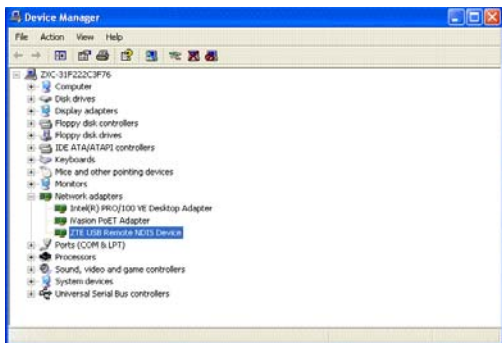 Device Manager
File Action View Help
ZXC-31F222C3F76
Computer
Disk drives
Display adapters
Floppy disk controllers
Floppy disk drives
IDE ATA/ATAPI controllers
Keyboards
Mice and other pointing devices
Monitors
Network adapters
Intel(R) PRO/100 VE Desktop Adapter
iVasion PoET Adapter
ZTE USB Remote NDIS Device
Ports (COM & LPT)
Processors
Sound, video and game controllers
System devices
Universal Serial Bus controllers